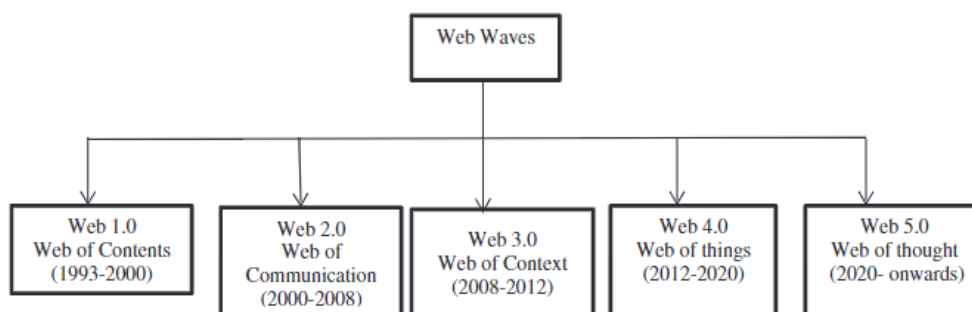 Web Waves
Web 1.0
Web of Contents
(1993-2000)
Web 2.0
Web of
Communication
(2000-2008)
Web 3.0
Web of Context
(2008-2012)
Web 4.0
Web of things
(2012-2020)
Web 5.0
Web of thought
(2020- onwards)